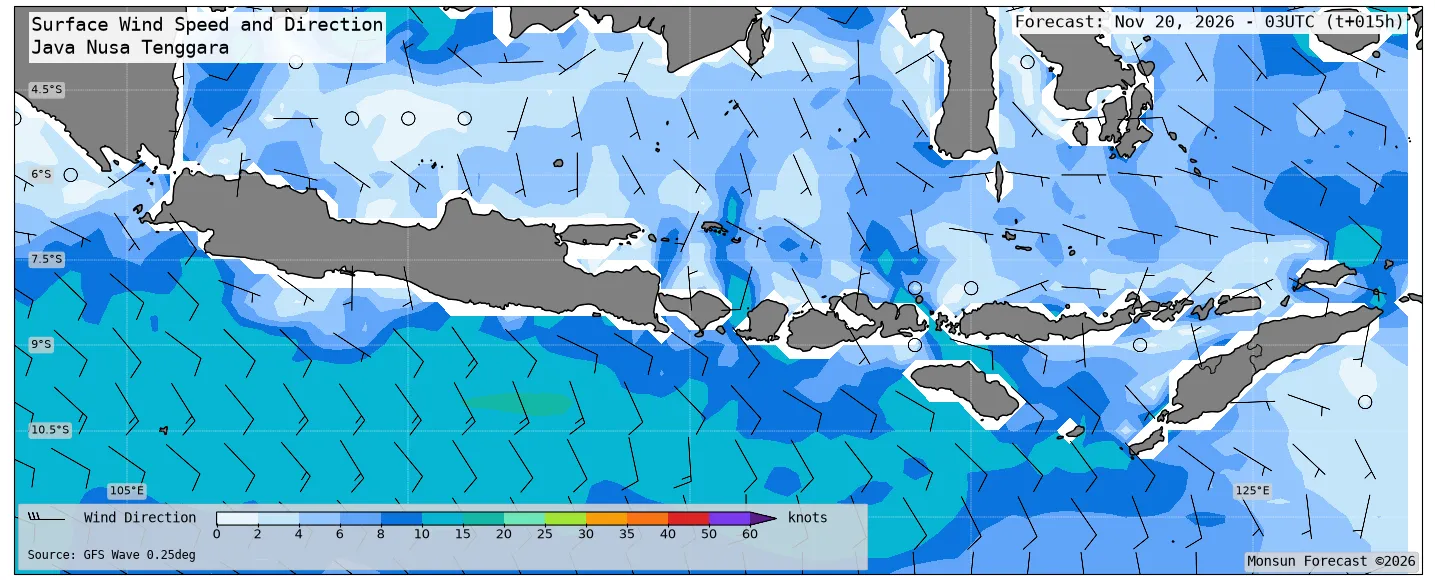 Surface Wind Speed and Direction
Java Nusa Tenggara
Forecast: Nov 20, 2026 - 03UTC (t+015h)
4.5°S
6°S
7.5°S
9°S
10.5°S
105°E
125°E
Wind Direction
0 2 4 6 8 10 15 20 25 30 35 40 50 60
knots
Source: GFS Wave 0.25deg
Monsun Forecast ©2026